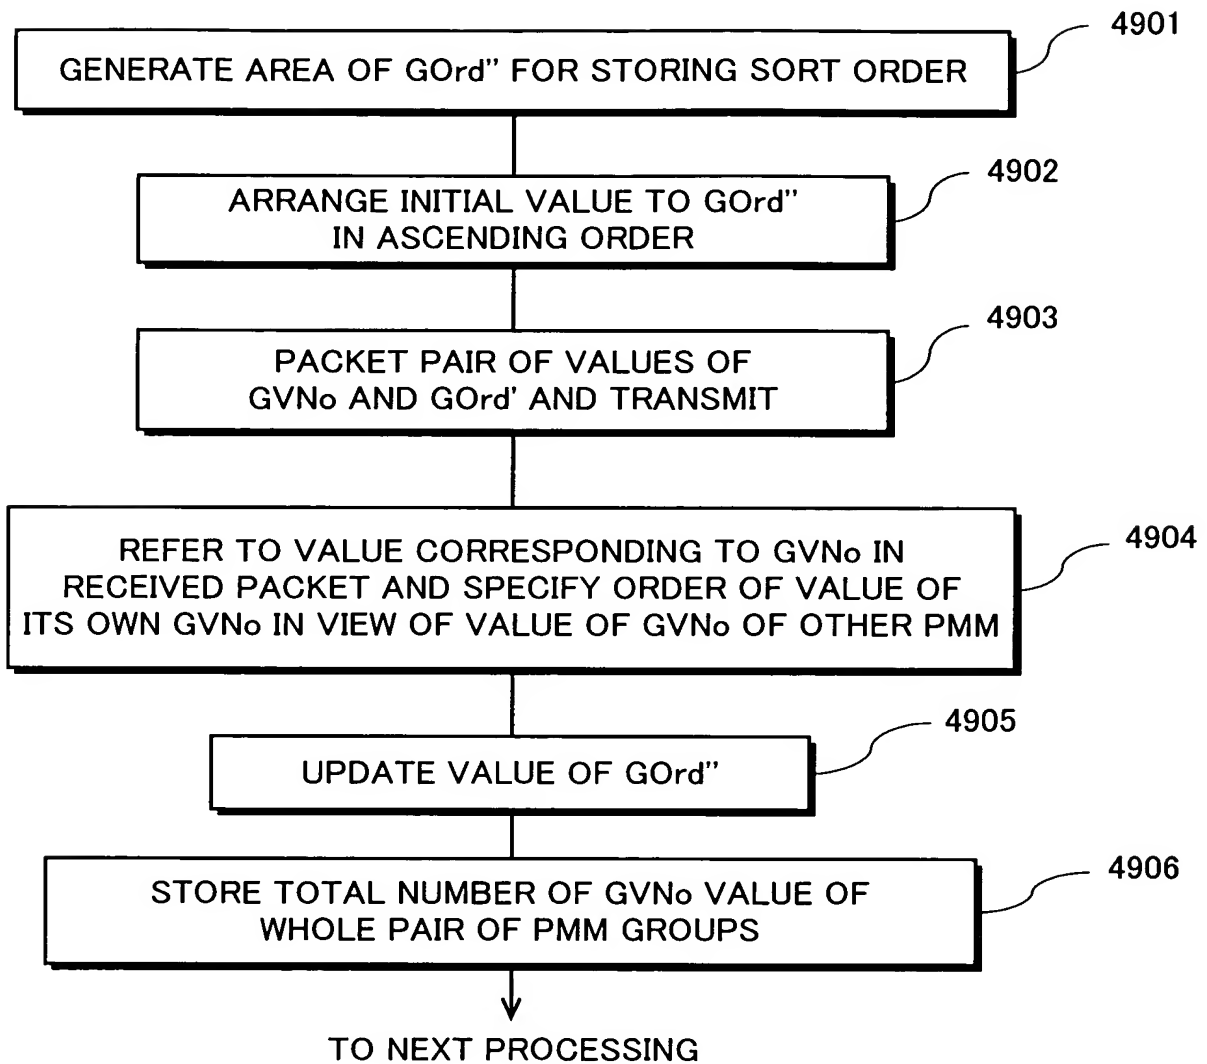 4901
GENERATE AREA OF GOrd" FOR STORING SORT ORDER
4902
ARRANGE INITIAL VALUE TO GOrd"
IN ASCENDING ORDER
4903
PACKET PAIR OF VALUES OF
GVNo AND GOrd' AND TRANSMIT
4904
REFER TO VALUE CORRESPONDING TO GVNo IN
RECEIVED PACKET AND SPECIFY ORDER OF VALUE OF
ITS OWN GVNo IN VIEW OF VALUE OF GVNo OF OTHER PMM
4905
UPDATE VALUE OF GOrd"
4906
STORE TOTAL NUMBER OF GVNo VALUE OF
WHOLE PAIR OF PMM GROUPS
TO NEXT PROCESSING